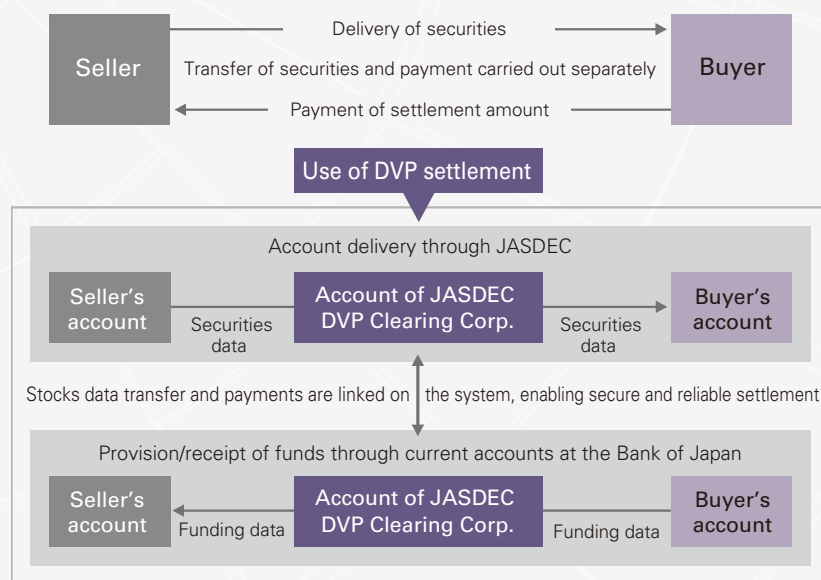 Delivery of securities
Seller
Transfer of securities and payment carried out separately
Buyer
Payment of settlement amount
Use of DVP settlement
Account delivery through JASDEC
Seller's
account
Securities
data
Account of JASDEC
DVP Clearing Corp.
Securities
data
Buyer's
account
Stocks data transfer and payments are linked on the system, enabling secure and reliable settlement
Provision/receipt of funds through current accounts at the Bank of Japan
Seller's
account
Funding data
Account of JASDEC
DVP Clearing Corp.
Funding data
Buyer's
account